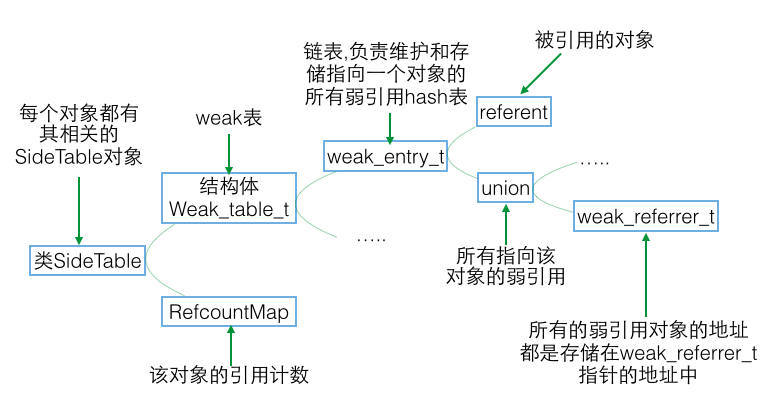 被引用的对象
链表,负责维护和存
储指向一个对象的
所有弱引用hash表
每个对象都有
其相关的
SideTable对象
weak表
referent
weak_entry_t
.....
结构体
Weak_table_t
union
weak_referrer_t
.....
类SideTable
所有指向该
对象的弱引用
RefcountMap
所有的弱引用对象的地址
都是存储在weak_referrer_t
指针的地址中
该对象的引用计数